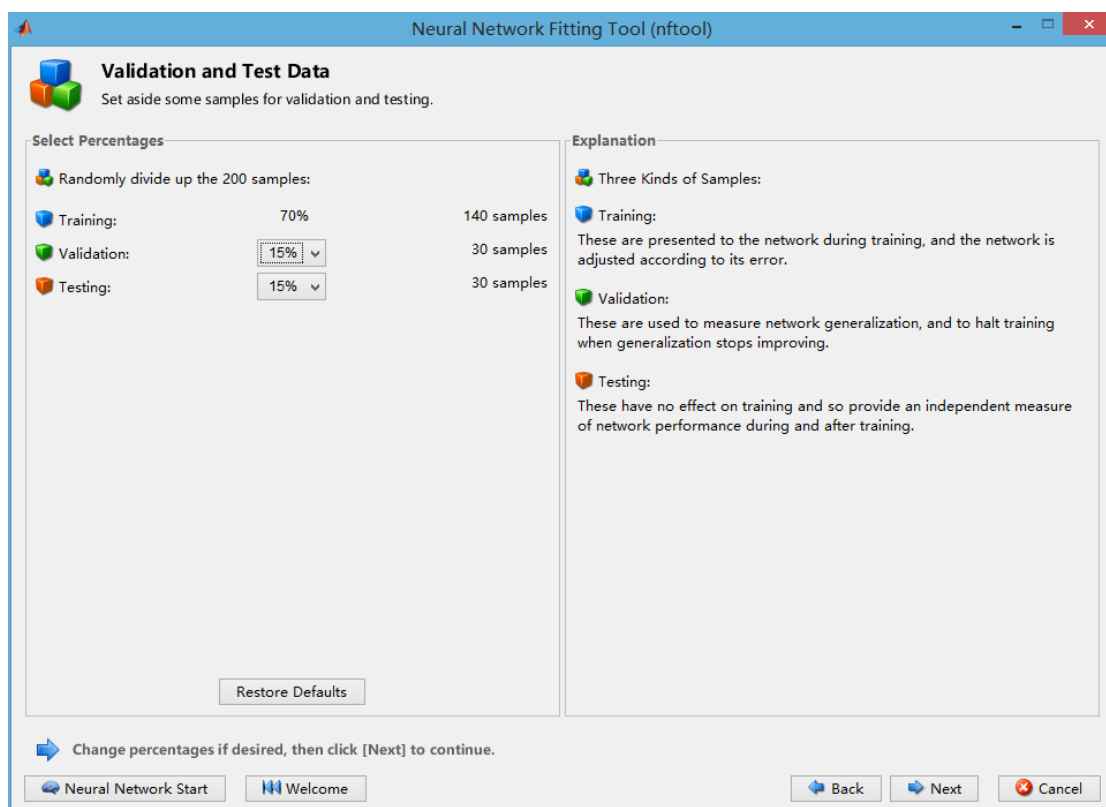 Neural Network Fitting Tool (nftool)
Validation and Test Data
Set aside some samples for validation and testing.
Select Percentages
Randomly divide up the 200 samples:
Training: 70% 140 samples
Validation: 15% 30 samples
Testing: 15% 30 samples
Restore Defaults
Explanation
Three Kinds of Samples:
Training:
These are presented to the network during training, and the network is
adjusted according to its error.
Validation:
These are used to measure network generalization, and to halt training
when generalization stops improving.
Testing:
These have no effect on training and so provide an independent measure
of network performance during and after training.
Change percentages if desired, then click [Next] to continue.
Neural Network Start Welcome Back Next Cancel